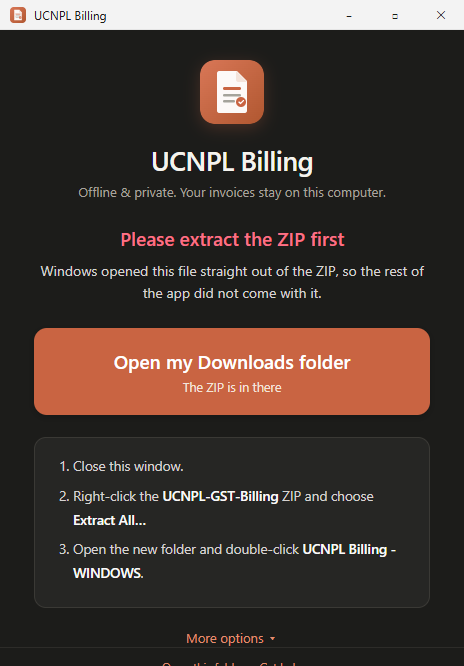 UCNPL Billing
UCNPL Billing
Offline & private. Your invoices stay on this computer.
Please extract the ZIP first
Windows opened this file straight out of the ZIP, so the rest of
the app did not come with it.
Open my Downloads folder
The ZIP is in there
1. Close this window.
2. Right-click the UCNPL-GST-Billing ZIP and choose
Extract All...
3. Open the new folder and double-click UCNPL Billing -
WINDOWS.
More options